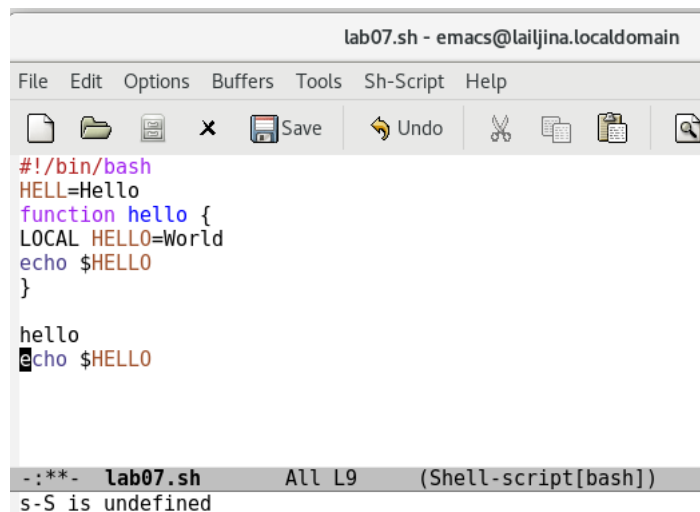 lab07.sh - emacs@lailjina.localdomain
File Edit Options Buffers Tools Sh-Script Help
Save Undo
#!/bin/bash
HELL=Hello
function hello {
LOCAL HELLO=World
echo $HELLO
}
hello
echo $HELLO
-:**- lab07.sh All L9 (Shell-script[bash])
s-S is undefined